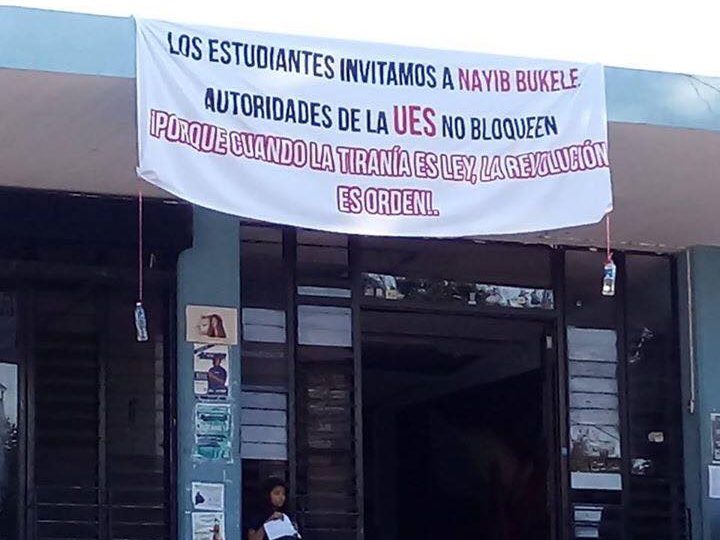 LOS ESTUDIANTES INVITAMOS A NAYIB BUKELE.
AUTORIDADES DE LA UES NO BLOQUEEN
¡PORQUE CUANDO LA TIRANÍA ES LEY, LA REVOLUCIÓN
ES ORDEN!.